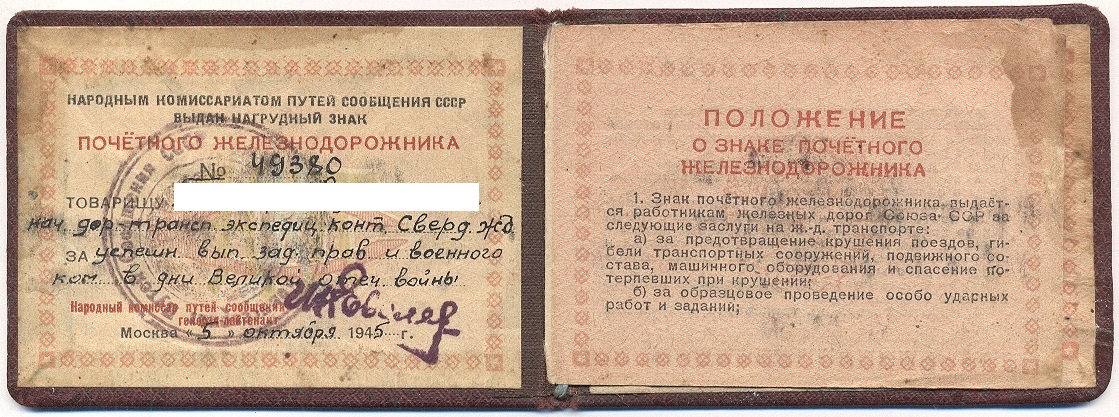 НАРОДНЫМ КОМИССАРИАТОМ ПУТЕЙ СООБЩЕНИЯ СССР
ВЫДАН НАГРУДНЫЙ ЗНАК
ПОЧЁТНОГО ЖЕЛЕЗНОДОРОЖНИКА
№ 49380
ТОВАРИЩУ
нач. дор. трансп. экспедиц. конт. Сверд. жд.
ЗА успешн. вып. зад. прав. и военного
ком. в дни Великой отеч. войны
Народный комиссар путей сообщения
генерал-лейтенант
Москва « 5 » октября 1945 г.
ПОЛОЖЕНИЕ
О ЗНАКЕ ПОЧЁТНОГО
ЖЕЛЕЗНОДОРОЖНИКА
1. Знак почётного железнодорожника выдаёт-
ся работникам железных дорог Союза ССР за
следующие заслуги на ж.-д. транспорте:
а) за предотвращение крушения поездов, ги-
бели транспортных сооружений, подвижного со-
става, машинного оборудования и спасение по-
терпевших при крушении;
б) за образцовое проведение особо ударных
работ и заданий;